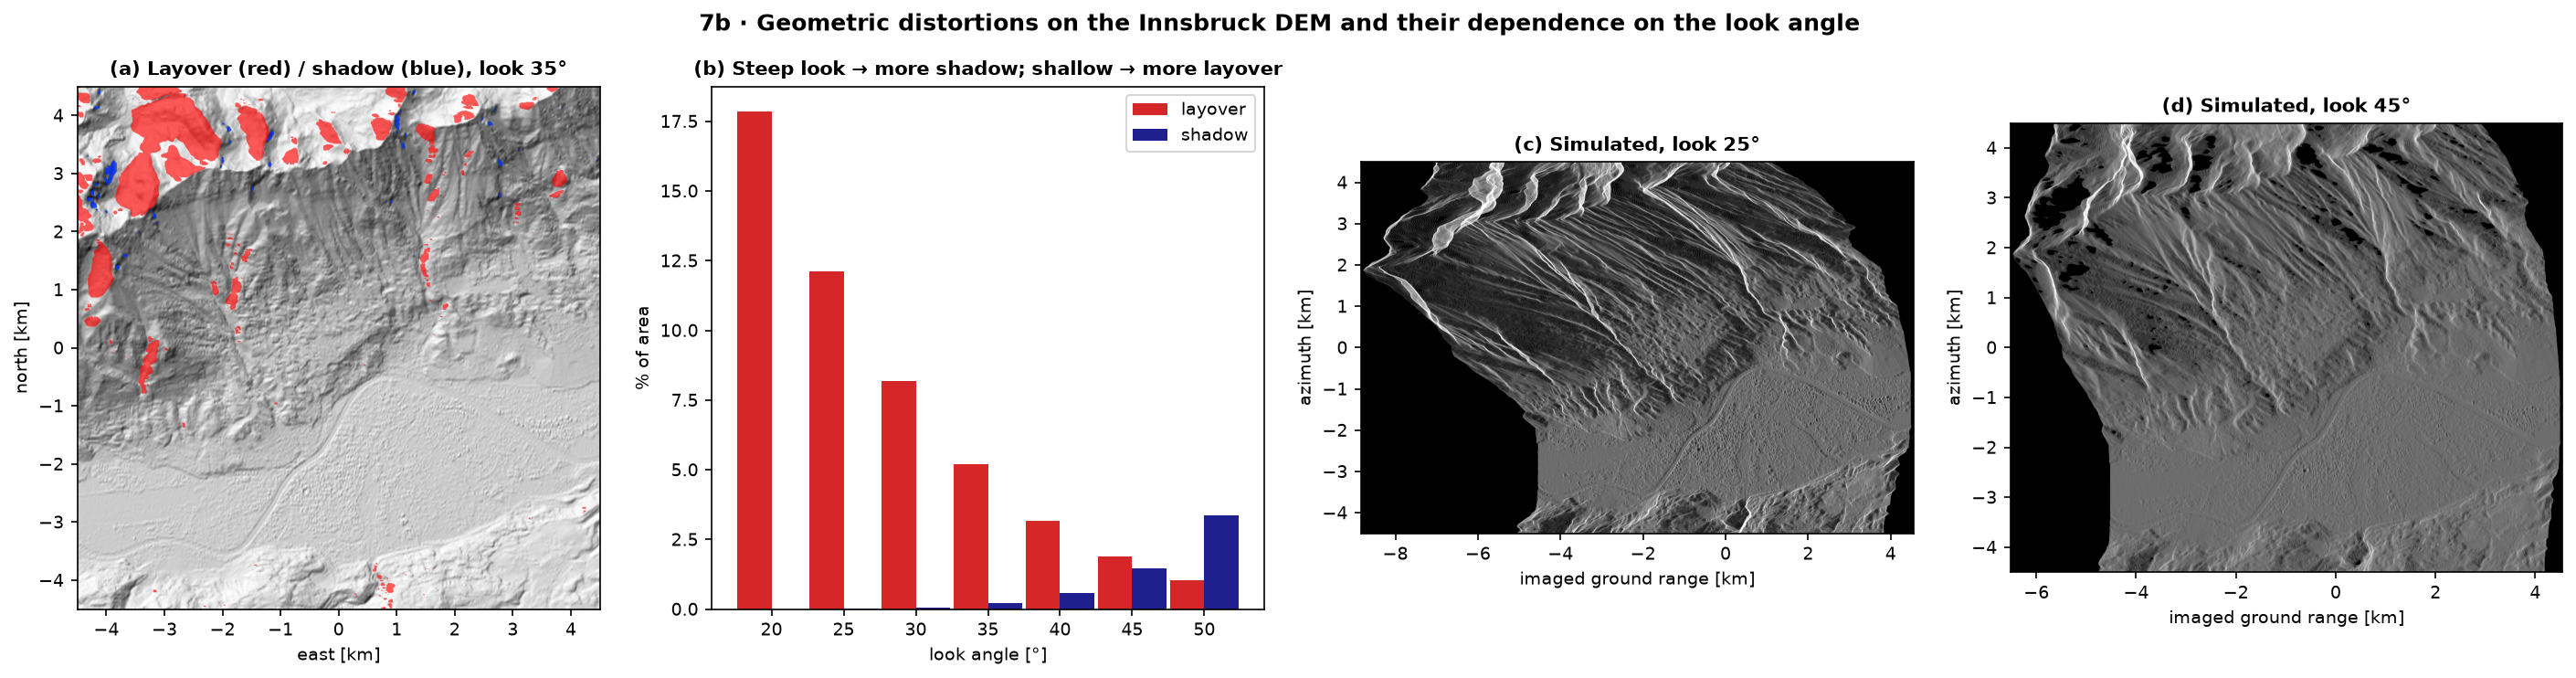 7b · Geometric distortions on the Innsbruck DEM and their dependence on the look angle
(a) Layover (red) / shadow (blue), look 35°
4
3
2
1
0
−1
−2
−3
−4
north [km]
−4 −3 −2 −1 0 1 2 3 4
east [km]
(b) Steep look → more shadow; shallow → more layover
layover
shadow
17.5
15.0
12.5
10.0
7.5
5.0
2.5
0.0
% of area
20 25 30 35 40 45 50
look angle [°]
(c) Simulated, look 25°
4
3
2
1
0
−1
−2
−3
−4
azimuth [km]
−8 −6 −4 −2 0 2 4
imaged ground range [km]
(d) Simulated, look 45°
4
3
2
1
0
−1
−2
−3
−4
azimuth [km]
−6 −4 −2 0 2 4
imaged ground range [km]